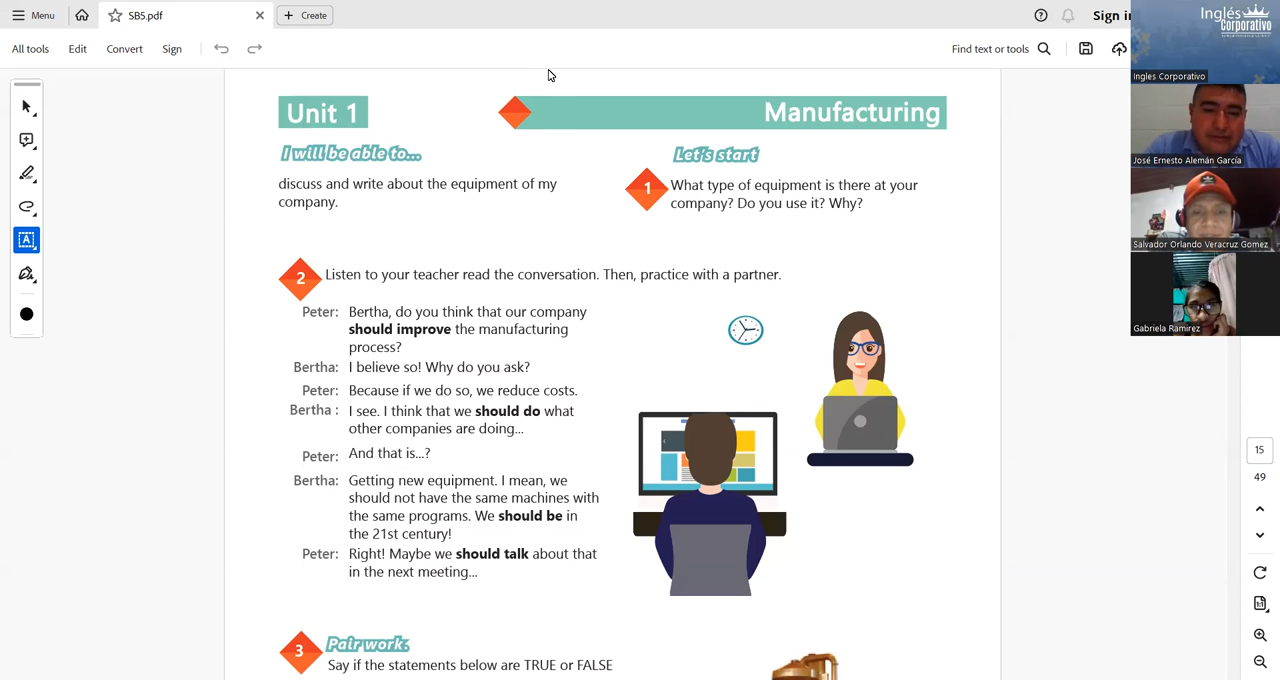 Menu
SB5.pdf
Create
Sign in
All tools
Edit
Convert
Sign
Find text or tools
Unit 1
Manufacturing
I will be able to...
discuss and write about the equipment of my
company.
Let's start
1
What type of equipment is there at your
company? Do you use it? Why?
2
Listen to your teacher read the conversation. Then, practice with a partner.
Peter: Bertha, do you think that our company
should improve the manufacturing
process?
Bertha: I believe so! Why do you ask?
Peter: Because if we do so, we reduce costs.
Bertha : I see. I think that we should do what
other companies are doing...
Peter: And that is...?
Bertha: Getting new equipment. I mean, we
should not have the same machines with
the same programs. We should be in
the 21st century!
Peter: Right! Maybe we should talk about that
in the next meeting...
3
Pair work.
Say if the statements below are TRUE or FALSE
Inglés
Corporativo
Ingles Corporativo
José Ernesto Alemán García
Salvador Orlando Veracruz Gomez
Gabriela Ramirez
15
49